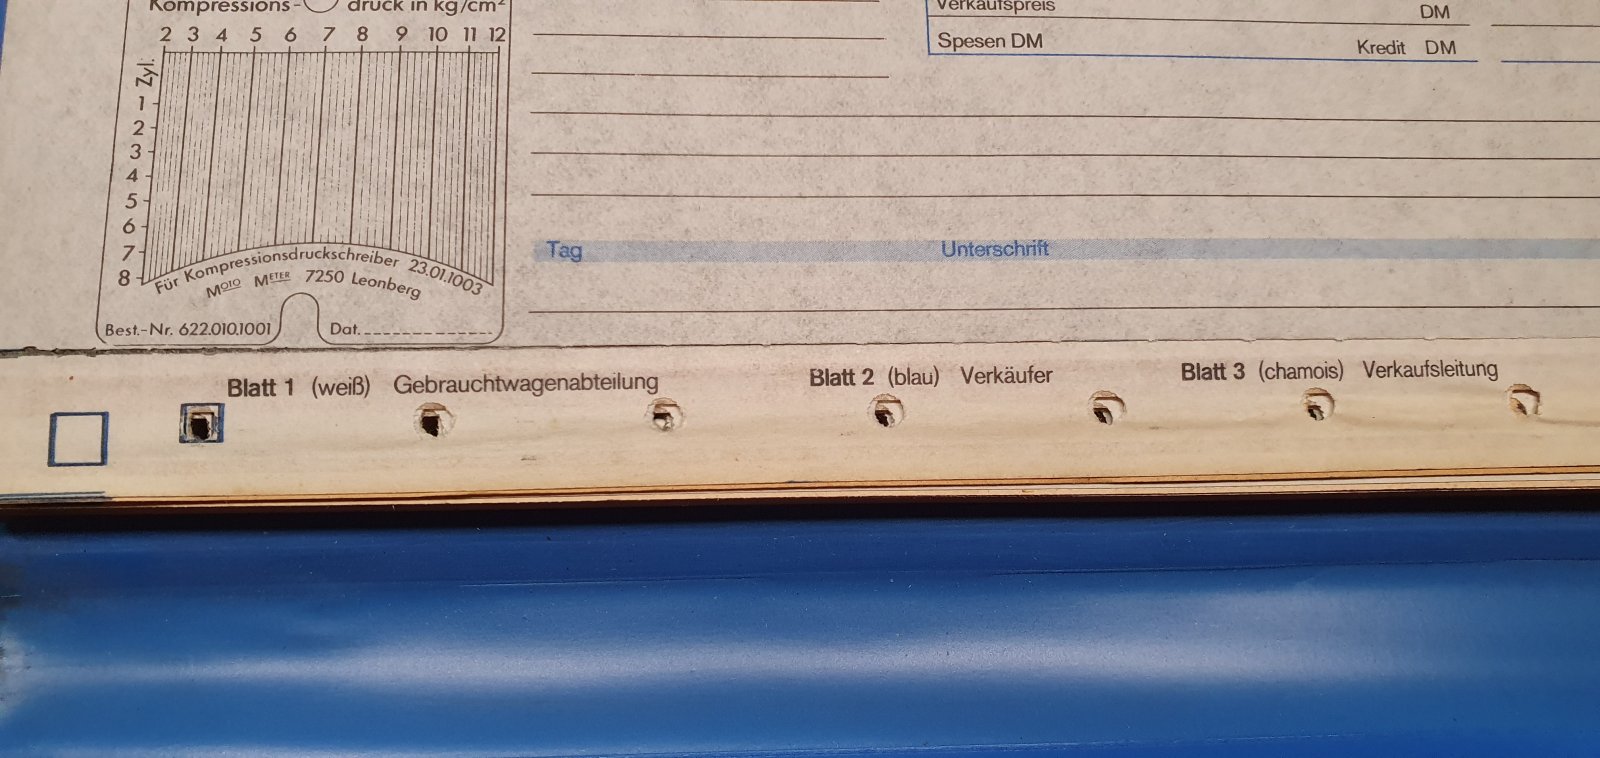 Kompressions- druck in kg/cm²
2 3 4 5 6 7 8 9 10 11 12
Zyl.
1
2
3
4
5
6
7
8
Für Kompressionsdruckschreiber 23.01.1003
MOTO METER 7250 Leonberg
Best.-Nr. 622.010.1001
Dat.
Verkaufspreis DM
Spesen DM Kredit DM
Tag Unterschrift
Blatt 1 (weiß) Gebrauchtwagenabteilung Blatt 2 (blau) Verkäufer Blatt 3 (chamois) Verkaufsleitung